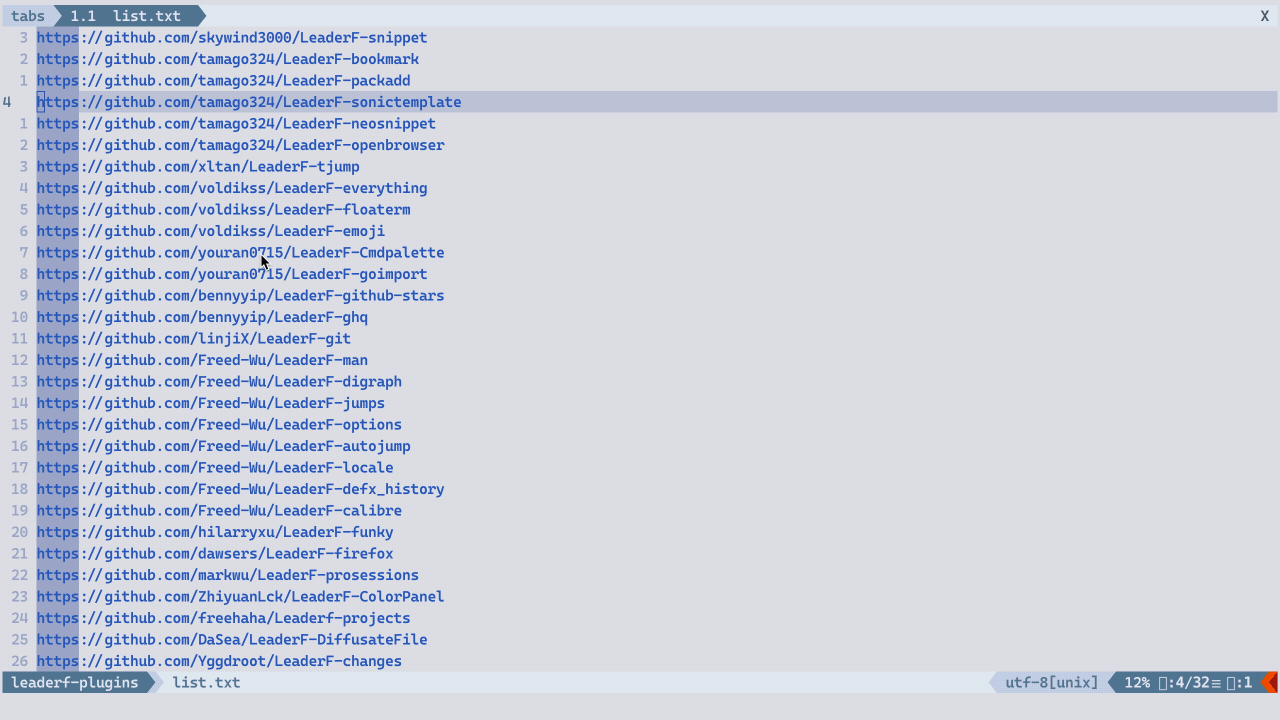 tabs 1.1 list.txt X
3 https://github.com/skywind3000/LeaderF-snippet
2 https://github.com/tamago324/LeaderF-bookmark
1 https://github.com/tamago324/LeaderF-packadd
4 https://github.com/tamago324/LeaderF-sonictemplate
1 https://github.com/tamago324/LeaderF-neosnippet
2 https://github.com/tamago324/LeaderF-openbrowser
3 https://github.com/xltan/LeaderF-tjump
4 https://github.com/voldikss/LeaderF-everything
5 https://github.com/voldikss/LeaderF-floaterm
6 https://github.com/voldikss/LeaderF-emoji
7 https://github.com/youran0715/LeaderF-Cmdpalette
8 https://github.com/youran0715/LeaderF-goimport
9 https://github.com/bennyyip/LeaderF-github-stars
10 https://github.com/bennyyip/LeaderF-ghq
11 https://github.com/linjiX/LeaderF-git
12 https://github.com/Freed-Wu/LeaderF-man
13 https://github.com/Freed-Wu/LeaderF-digraph
14 https://github.com/Freed-Wu/LeaderF-jumps
15 https://github.com/Freed-Wu/LeaderF-options
16 https://github.com/Freed-Wu/LeaderF-autojump
17 https://github.com/Freed-Wu/LeaderF-locale
18 https://github.com/Freed-Wu/LeaderF-defx_history
19 https://github.com/Freed-Wu/LeaderF-calibre
20 https://github.com/hilarryxu/LeaderF-funky
21 https://github.com/dawsers/LeaderF-firefox
22 https://github.com/markwu/LeaderF-prosessions
23 https://github.com/ZhiyuanLck/LeaderF-ColorPanel
24 https://github.com/freehaha/Leaderf-projects
25 https://github.com/DaSea/LeaderF-DiffusateFile
26 https://github.com/Yggdroot/LeaderF-changes
leaderf-plugins list.txt utf-8[unix] 12% :4/32≡ :1